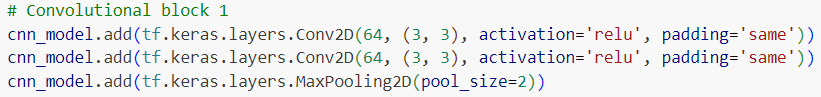 # Convolutional block 1
cnn_model.add(tf.keras.layers.Conv2D(64, (3, 3), activation='relu', padding='same'))
cnn_model.add(tf.keras.layers.Conv2D(64, (3, 3), activation='relu', padding='same'))
cnn_model.add(tf.keras.layers.MaxPooling2D(pool_size=2))